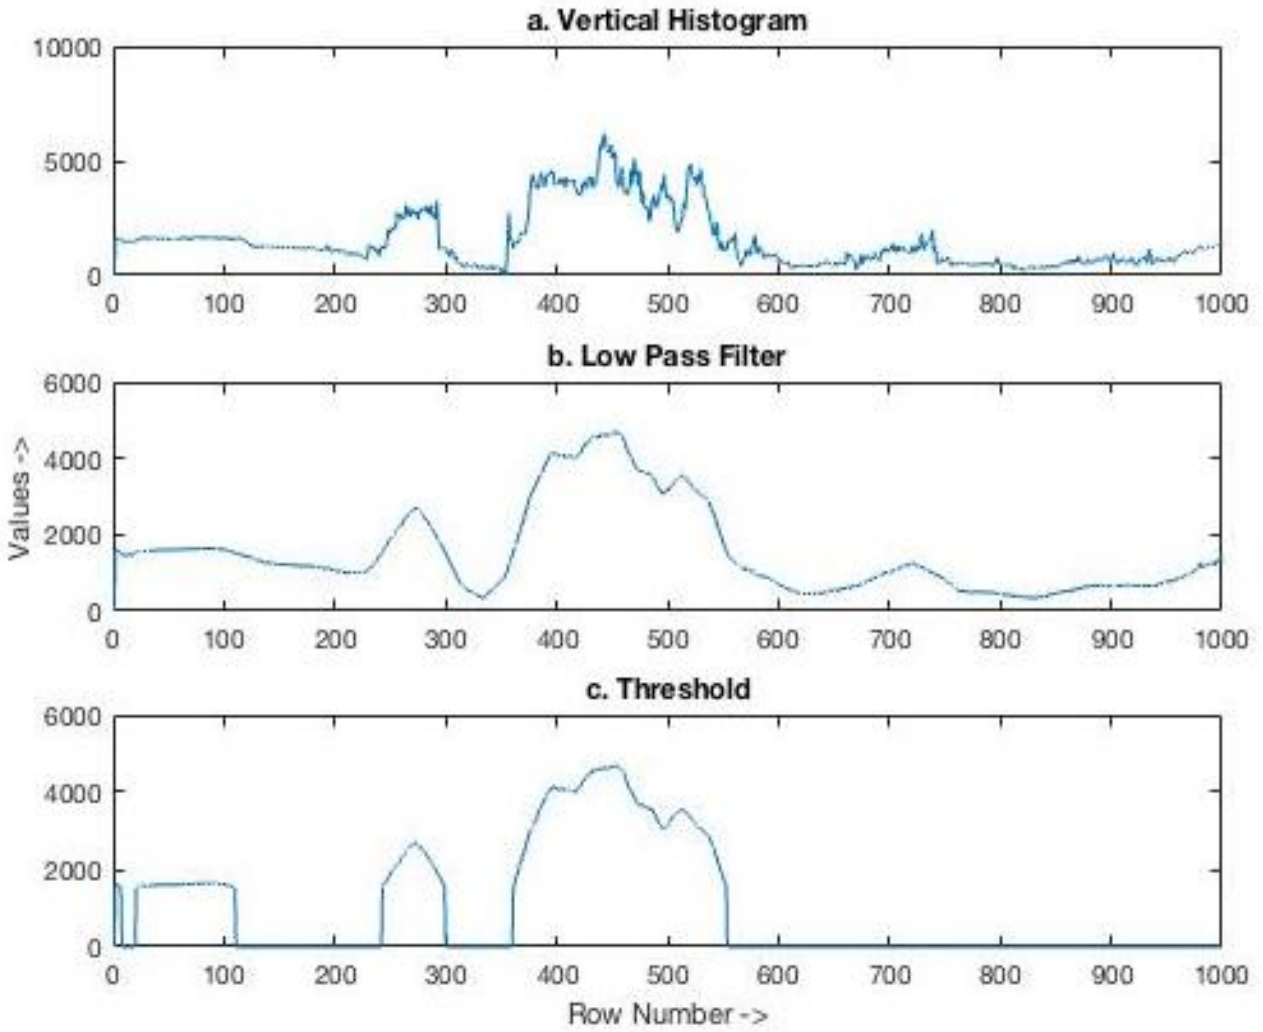 a. Vertical Histogram
10000
5000
0
0 100 200 300 400 500 600 700 800 900 1000
b. Low Pass Filter
6000
4000
2000
0
0 100 200 300 400 500 600 700 800 900 1000
Values ->
c. Threshold
6000
4000
2000
0
0 100 200 300 400 500 600 700 800 900 1000
Row Number ->